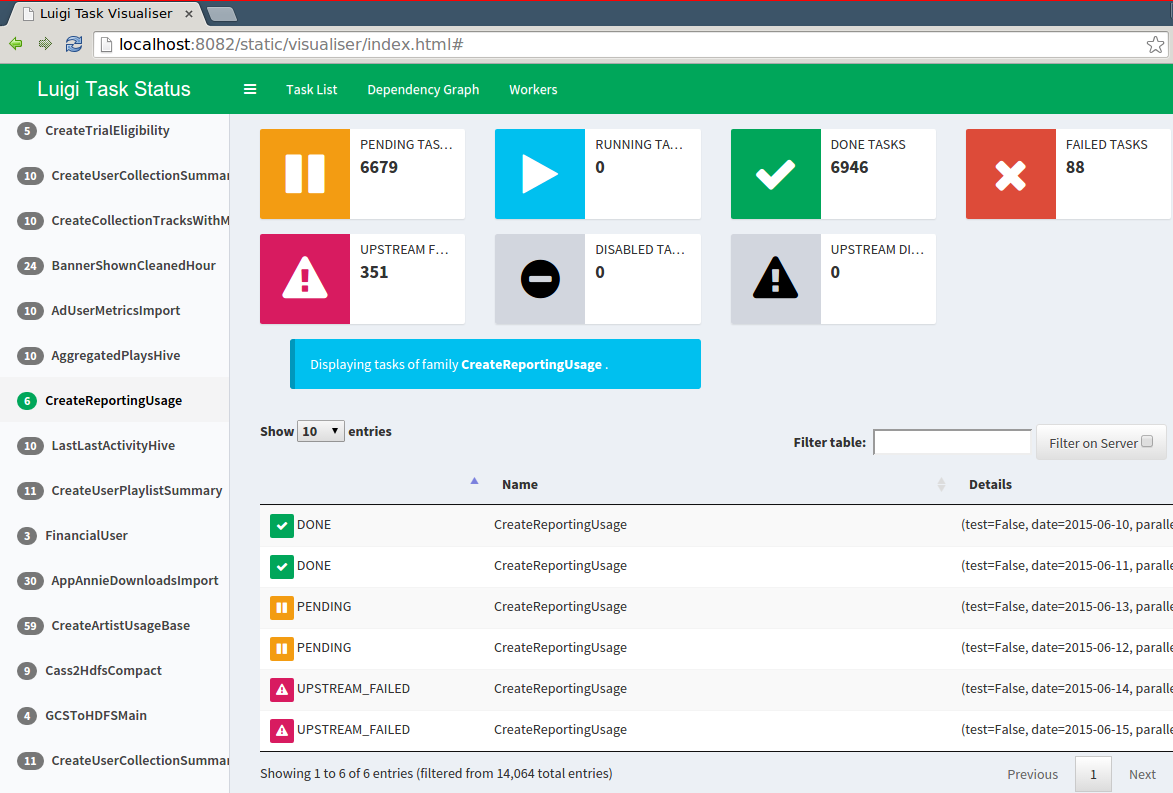 Luigi Task Visualiser ×
localhost:8082/static/visualiser/index.html#
Luigi Task Status Task List Dependency Graph Workers
5 CreateTrialEligibility
10 CreateUserCollectionSummar
10 CreateCollectionTracksWithM
24 BannerShownCleanedHour
10 AdUserMetricsImport
10 AggregatedPlaysHive
6 CreateReportingUsage
10 LastLastActivityHive
11 CreateUserPlaylistSummary
3 FinancialUser
30 AppAnnieDownloadsImport
59 CreateArtistUsageBase
9 Cass2HdfsCompact
4 GCSToHDFSMain
11 CreateUserCollectionSummar
PENDING TAS...
6679
RUNNING TA...
0
DONE TASKS
6946
FAILED TASKS
88
UPSTREAM F...
351
DISABLED TA...
0
UPSTREAM DI...
0
Displaying tasks of family CreateReportingUsage .
Show 10 entries
Filter table: Filter on Server
Name Details
DONE CreateReportingUsage (test=False, date=2015-06-10, paralle
DONE CreateReportingUsage (test=False, date=2015-06-11, paralle
PENDING CreateReportingUsage (test=False, date=2015-06-13, paralle
PENDING CreateReportingUsage (test=False, date=2015-06-12, paralle
UPSTREAM_FAILED CreateReportingUsage (test=False, date=2015-06-14, paralle
UPSTREAM_FAILED CreateReportingUsage (test=False, date=2015-06-15, paralle
Showing 1 to 6 of 6 entries (filtered from 14,064 total entries)
Previous 1 Next